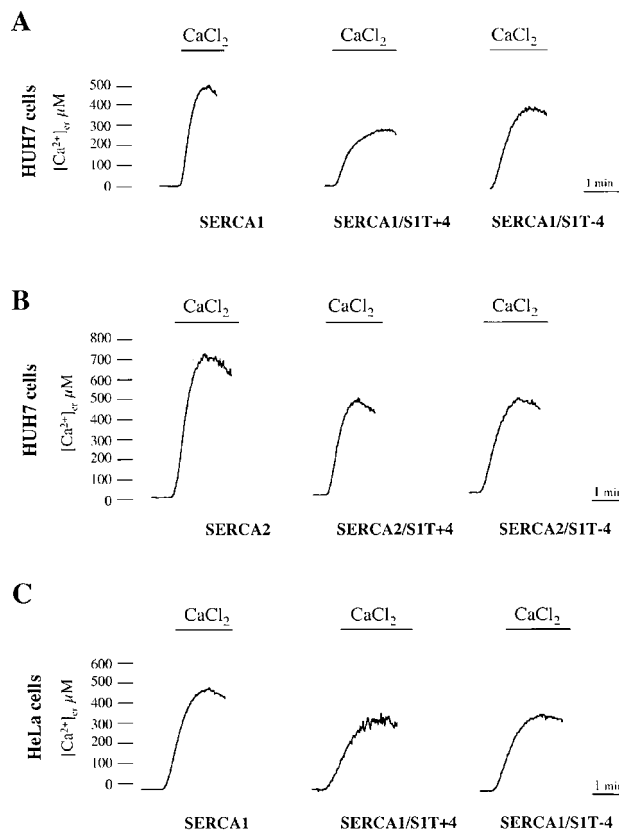 A
CaCl₂ CaCl₂ CaCl₂
HUH7 cells
[Ca²⁺]er µM
500
400
300
200
100
0
1 min
SERCA1 SERCA1/S1T+4 SERCA1/S1T-4
B
CaCl₂ CaCl₂ CaCl₂
HUH7 cells
[Ca²⁺]er µM
800
700
600
500
400
300
200
100
0
1 min
SERCA2 SERCA2/S1T+4 SERCA2/S1T-4
C
CaCl₂ CaCl₂ CaCl₂
HeLa cells
[Ca²⁺]er µM
600
500
400
300
200
100
0
1 min
SERCA1 SERCA1/S1T+4 SERCA1/S1T-4